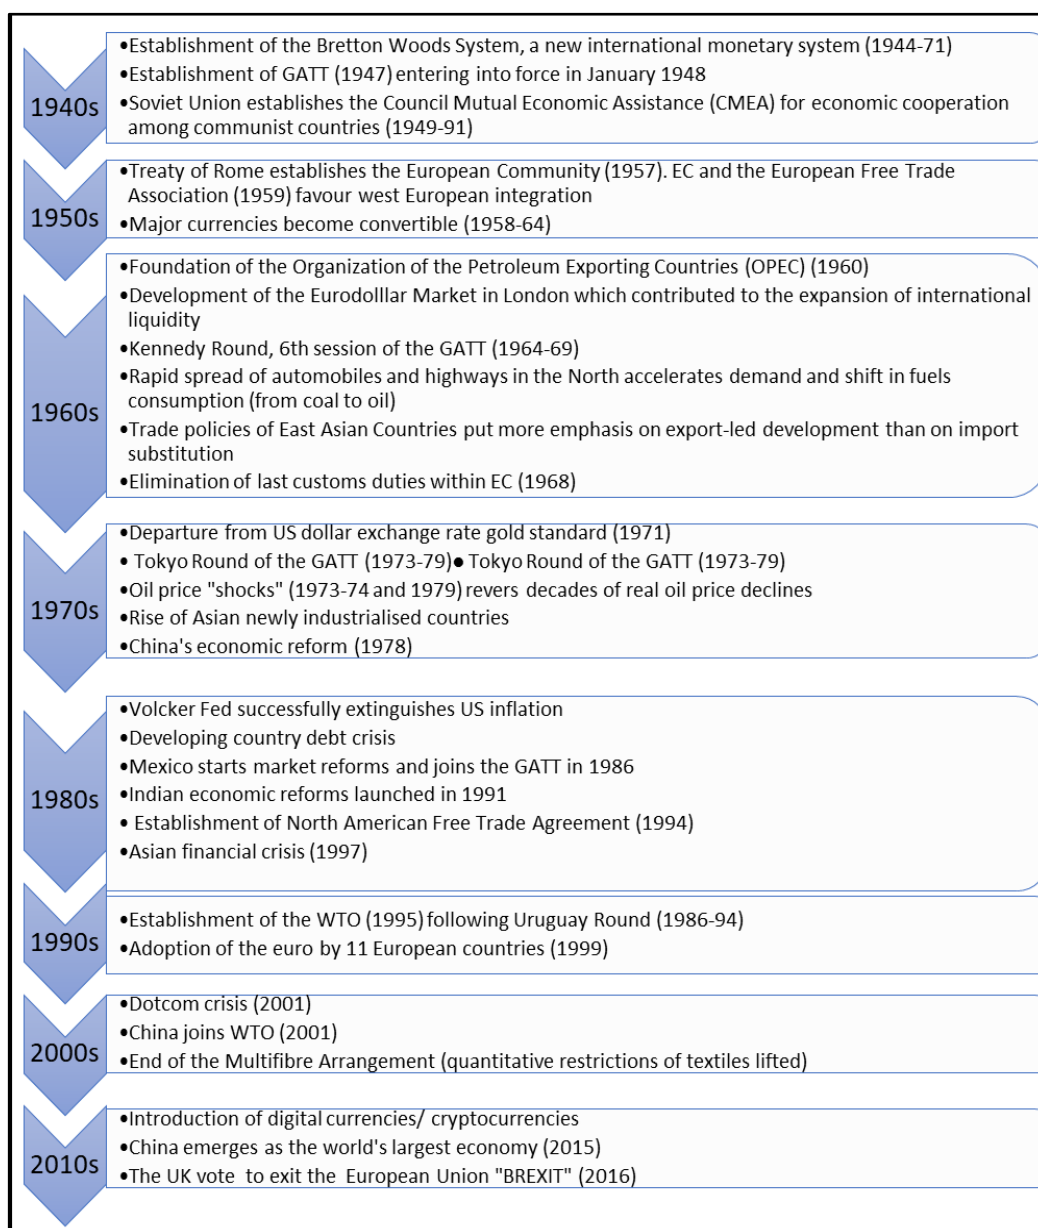 1940s
•Establishment of the Bretton Woods System, a new international monetary system (1944-71)
•Establishment of GATT (1947) entering into force in January 1948
•Soviet Union establishes the Council Mutual Economic Assistance (CMEA) for economic cooperation
among communist countries (1949-91)
1950s
•Treaty of Rome establishes the European Community (1957). EC and the European Free Trade
Association (1959) favour west European integration
•Major currencies become convertible (1958-64)
1960s
•Foundation of the Organization of the Petroleum Exporting Countries (OPEC) (1960)
•Development of the Eurodolllar Market in London which contributed to the expansion of international
liquidity
•Kennedy Round, 6th session of the GATT (1964-69)
•Rapid spread of automobiles and highways in the North accelerates demand and shift in fuels
consumption (from coal to oil)
•Trade policies of East Asian Countries put more emphasis on export-led development than on import
substitution
•Elimination of last customs duties within EC (1968)
1970s
•Departure from US dollar exchange rate gold standard (1971)
• Tokyo Round of the GATT (1973-79)● Tokyo Round of the GATT (1973-79)
•Oil price "shocks" (1973-74 and 1979) revers decades of real oil price declines
•Rise of Asian newly industrialised countries
•China's economic reform (1978)
1980s
•Volcker Fed successfully extinguishes US inflation
•Developing country debt crisis
•Mexico starts market reforms and joins the GATT in 1986
•Indian economic reforms launched in 1991
• Establishment of North American Free Trade Agreement (1994)
•Asian financial crisis (1997)
1990s
•Establishment of the WTO (1995) following Uruguay Round (1986-94)
•Adoption of the euro by 11 European countries (1999)
2000s
•Dotcom crisis (2001)
•China joins WTO (2001)
•End of the Multifibre Arrangement (quantitative restrictions of textiles lifted)
2010s
•Introduction of digital currencies/ cryptocurrencies
•China emerges as the world's largest economy (2015)
•The UK vote to exit the European Union "BREXIT" (2016)